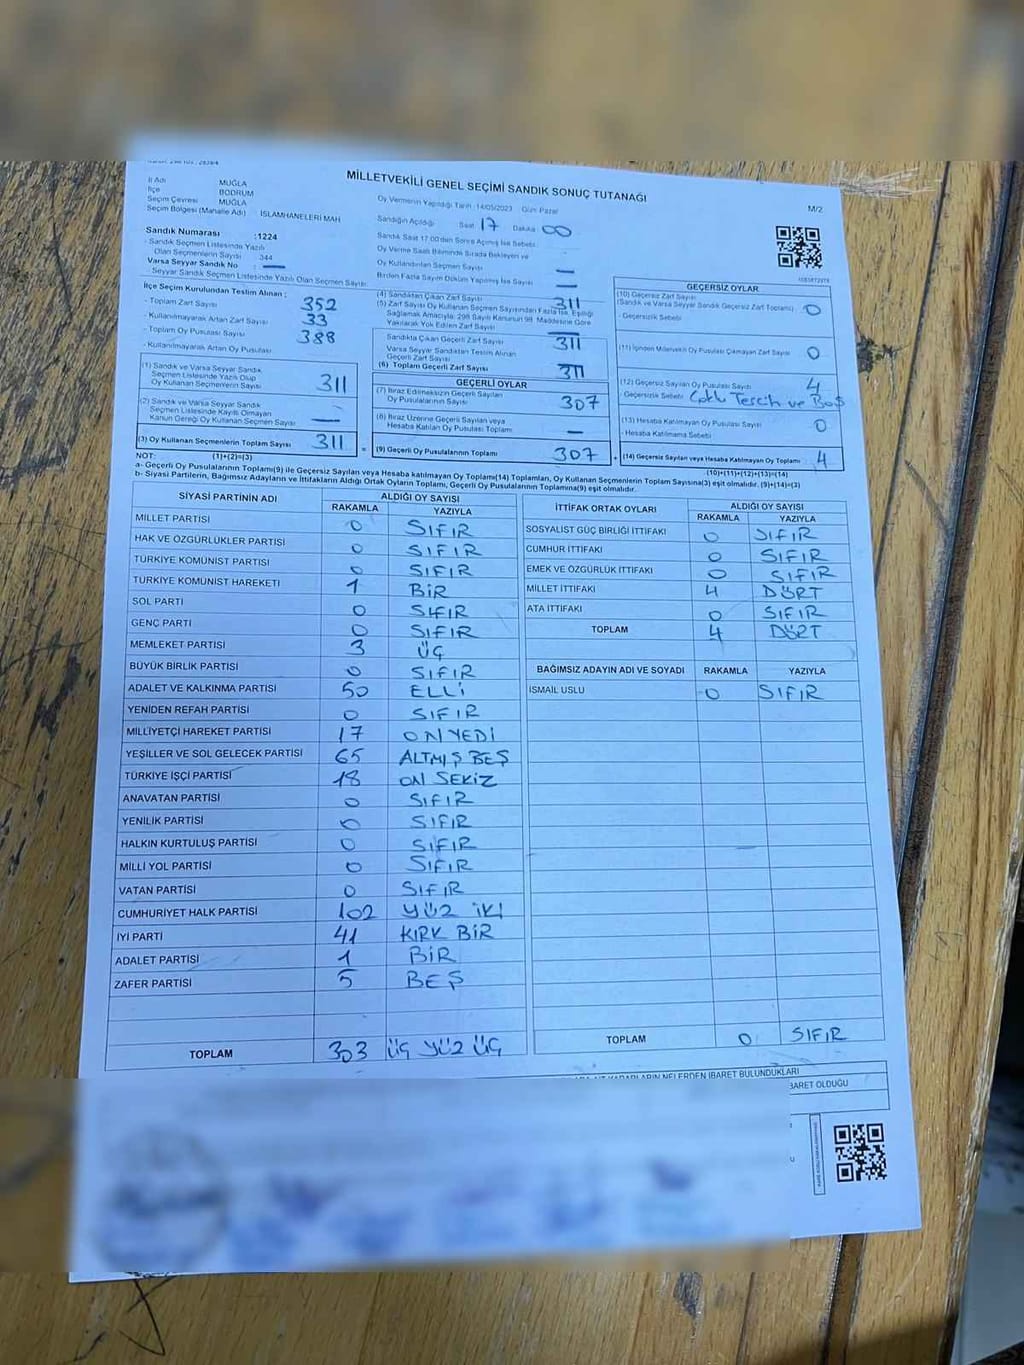 MİLLETVEKİLİ GENEL SEÇİMİ SANDIK SONUÇ TUTANAĞI
M/2
İl Adı MUĞLA
İlçe BODRUM
Seçim Çevresi MUĞLA
Seçim Bölgesi (Mahalle Adı) : İSLAMHANELERİ MAH
Oy Vermenin Yapıldığı Tarih :14/05/2023 Gün: Pazar
Sandığın Açıldığı Saat 17 Dakika 00
Sandık Numarası :1224
- Sandık Seçmen Listesinde Yazılı
Olan Seçmenlerin Sayısı : 344
Varsa Seyyar Sandık No : —
- Seyyar Sandık Seçmen Listesinde Yazılı Olan Seçmen Sayısı:
Sandık Saat 17.00'den Sonra Açılmış İse Sebebi:
Oy Verme Saati Bitiminde Sırada Bekleyen ve
Oy Kullandırılan Seçmen Sayısı —
Birden Fazla Sayım Döküm Yapılmış İse Sayısı —
İlçe Seçim Kurulundan Teslim Alınan :
- Toplam Zarf Sayısı 352
- Kullanılmayarak Artan Zarf Sayısı 33
- Toplam Oy Pusulası Sayısı 388
- Kullanılmayarak Artan Oy Pusulası
(1) Sandık ve Varsa Seyyar Sandık
Seçmen Listesinde Yazılı Olup
Oy Kullanan Seçmenlerin Sayısı 311
(2) Sandık ve Varsa Seyyar Sandık
Seçmen Listesinde Kayıtlı Olmayan
Kanun Gereği Oy Kullanan Seçmen Sayısı —
(3) Oy Kullanan Seçmenlerin Toplam Sayısı 311
(4) Sandıktan Çıkan Zarf Sayısı 311
(5) Zarf Sayısı Oy Kullanan Seçmen Sayısından Fazla İse, Eşitliği
Sağlamak Amacıyla; 298 Sayılı Kanunun 98. Maddesine Göre
Yakılarak Yok Edilen Zarf Sayısı —
Sandıkta Çıkan Geçerli Zarf Sayısı 311
Varsa Seyyar Sandıktan Teslim Alınan
Geçerli Zarf Sayısı
(6) Toplam Geçerli Zarf Sayısı 311
GEÇERLİ OYLAR
(7) İtiraz Edilmeksizin Geçerli Sayılan
Oy Pusulalarının Sayısı 307
(8) İtiraz Üzerine Geçerli Sayılan veya
Hesaba Katılan Oy Pusulası Toplamı —
(9) Geçerli Oy Pusulalarının Toplamı 307
GEÇERSİZ OYLAR
(10) Geçersiz Zarf Sayısı
(Sandık ve Varsa Seyyar Sandık Geçersiz Zarf Toplamı) 0
- Geçersizlik Sebebi
(11) İçinden Milletvekili Oy Pusulası Çıkmayan Zarf Sayısı 0
(12) Geçersiz Sayılan Oy Pusulası Sayısı 4
- Geçersizlik Sebebi Çoklu Tercih ve Boş
(13) Hesaba Katılmayan Oy Pusulası Sayısı 0
- Hesaba Katılmama Sebebi
(14) Geçersiz Sayılan veya Hesaba Katılmayan Oy Toplamı 4
NOT: (1)+(2)=(3)
(10)+(11)+(12)+(13)=(14)
a- Geçerli Oy Pusulalarının Toplamı(9) ile Geçersiz Sayılan veya Hesaba katılmayan Oy Toplamı(14) Toplamları, Oy Kullanan Seçmenlerin Toplam Sayısına(3) eşit olmalıdır. (9)+(14)=(3)
b- Siyasi Partilerin, Bağımsız Adayların ve İttifakların Aldığı Ortak Oyların Toplamı, Geçerli Oy Pusulalarının Toplamına(9) eşit olmalıdır.
SİYASİ PARTİNİN ADI ALDIĞI OY SAYISI
RAKAMLA YAZIYLA
MİLLET PARTİSİ 0 SIFIR
HAK VE ÖZGÜRLÜKLER PARTİSİ 0 SIFIR
TÜRKİYE KOMÜNİST PARTİSİ 0 SIFIR
TÜRKİYE KOMÜNİST HAREKETİ 1 BİR
SOL PARTİ 0 SIFIR
GENÇ PARTİ 0 SIFIR
MEMLEKET PARTİSİ 3 ÜÇ
BÜYÜK BİRLİK PARTİSİ 0 SIFIR
ADALET VE KALKINMA PARTİSİ 50 ELLİ
YENİDEN REFAH PARTİSİ 0 SIFIR
MİLLİYETÇİ HAREKET PARTİSİ 17 ON YEDİ
YEŞİLLER VE SOL GELECEK PARTİSİ 65 ALTMIŞ BEŞ
TÜRKİYE İŞÇİ PARTİSİ 18 ON SEKİZ
ANAVATAN PARTİSİ 0 SIFIR
YENİLİK PARTİSİ 0 SIFIR
HALKIN KURTULUŞ PARTİSİ 0 SIFIR
MİLLİ YOL PARTİSİ 0 SIFIR
VATAN PARTİSİ 0 SIFIR
CUMHURİYET HALK PARTİSİ 102 YÜZ İKİ
İYİ PARTİ 41 KIRK BİR
ADALET PARTİSİ 1 BİR
ZAFER PARTİSİ 5 BEŞ
TOPLAM 303 ÜÇ YÜZ ÜÇ
İTTİFAK ORTAK OYLARI ALDIĞI OY SAYISI
RAKAMLA YAZIYLA
SOSYALİST GÜÇ BİRLİĞİ İTTİFAKI 0 SIFIR
CUMHUR İTTİFAKI 0 SIFIR
EMEK VE ÖZGÜRLÜK İTTİFAKI 0 SIFIR
MİLLET İTTİFAKI 4 DÖRT
ATA İTTİFAKI 0 SIFIR
TOPLAM 4 DÖRT
BAĞIMSIZ ADAYIN ADI VE SOYADI RAKAMLA YAZIYLA
İSMAİL USLU 0 SIFIR
TOPLAM 0 SIFIR
NELERDEN İBARET BULUNDUKLARI
BARET OLDUĞU